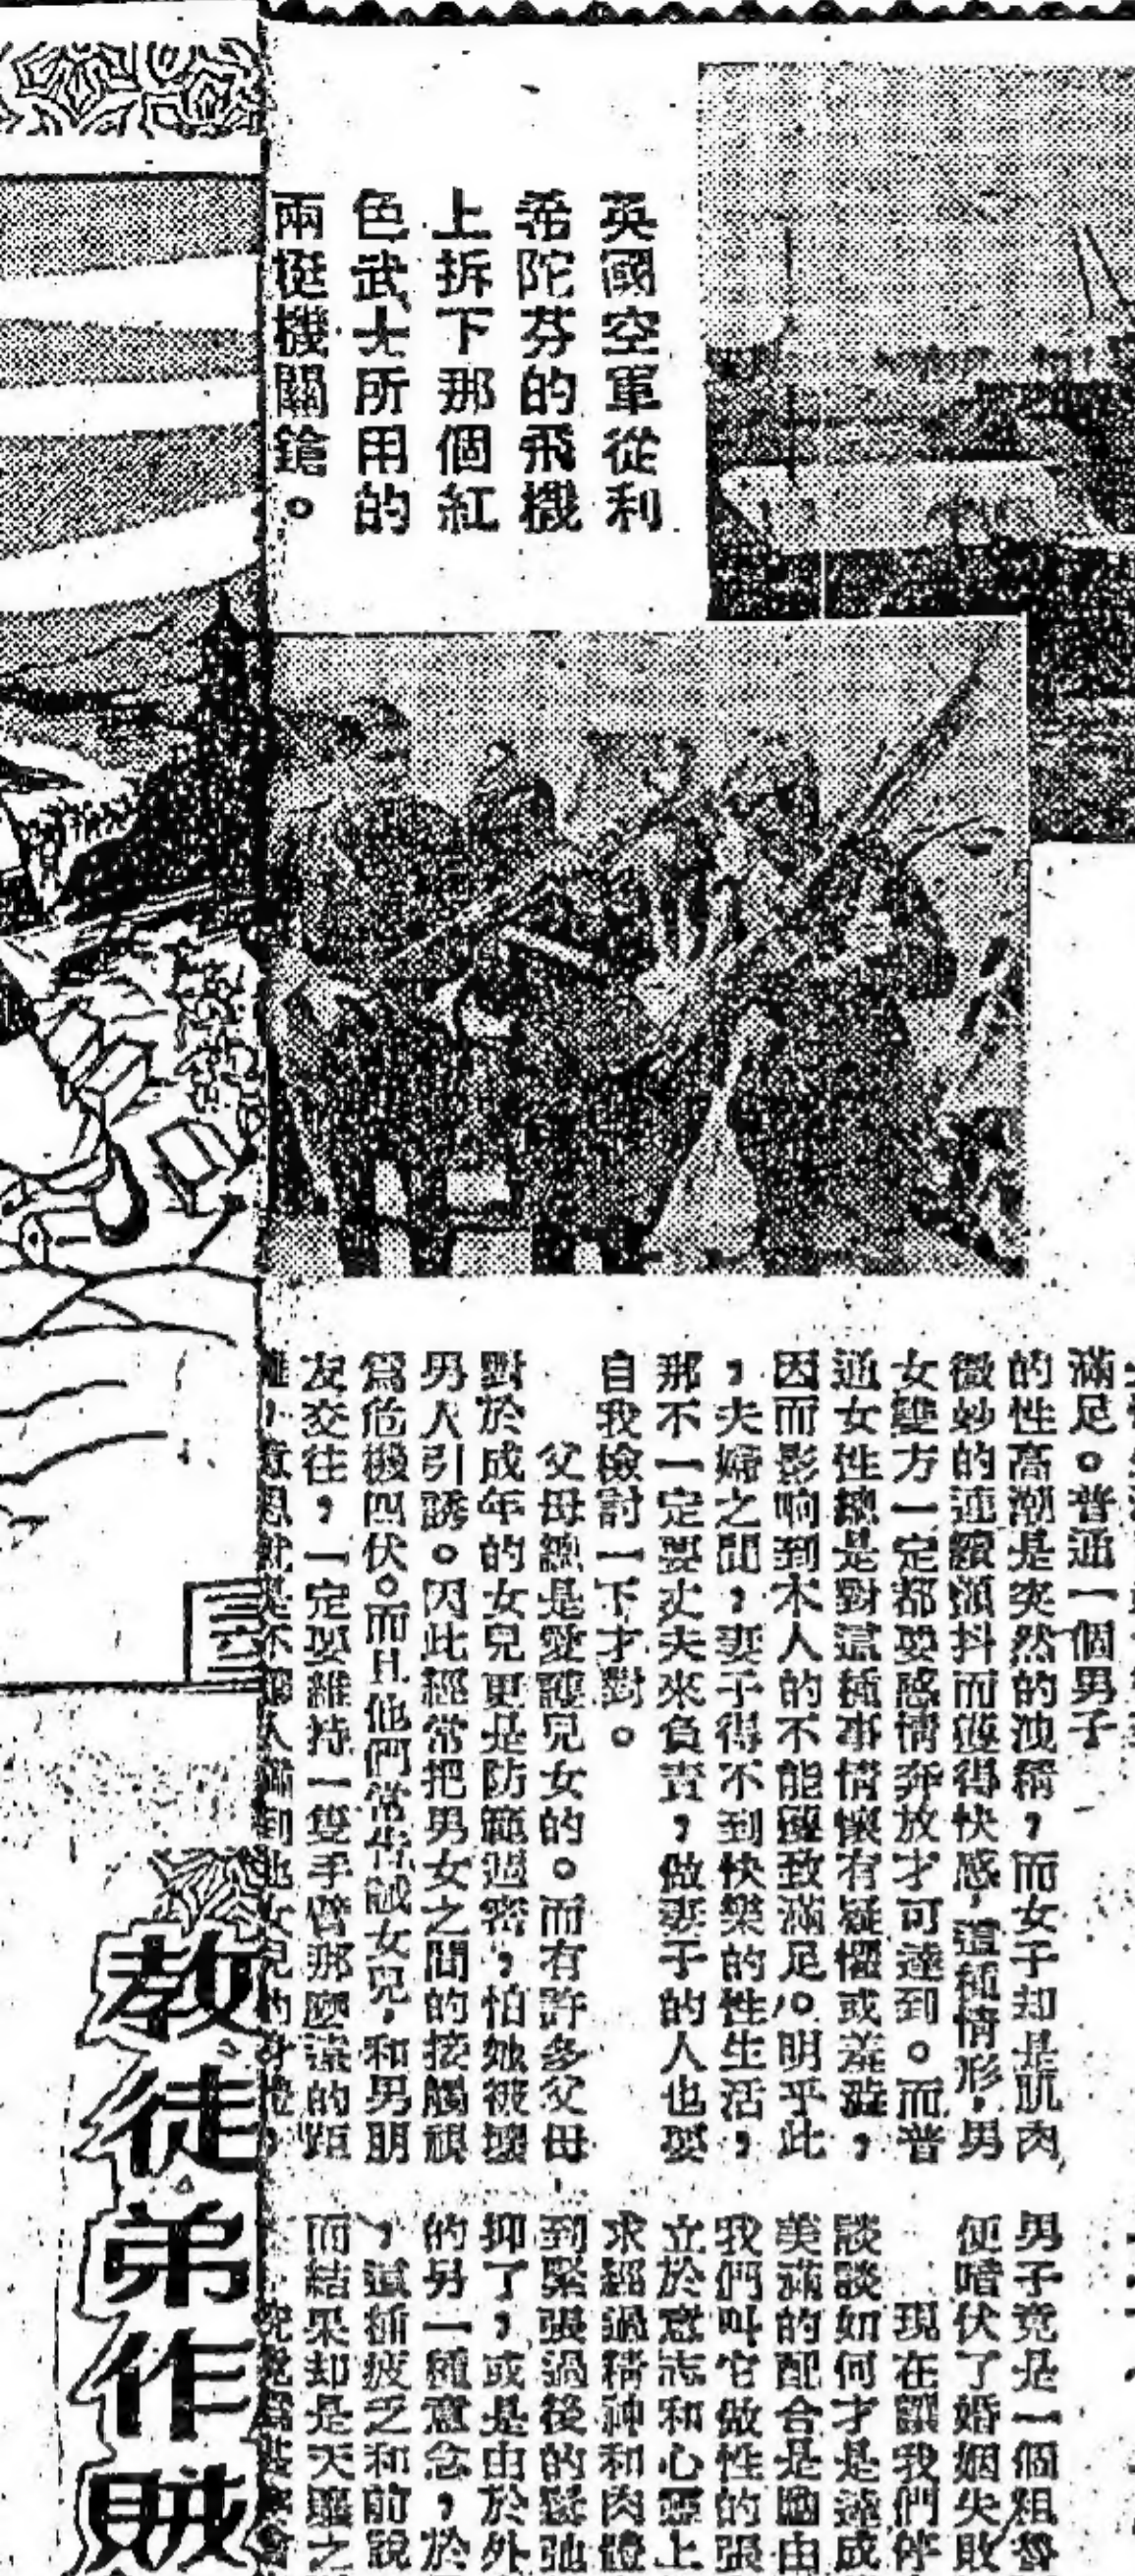 英國空軍從利
希陀芬的飛機
上拆下那個紅
色武士所用的
兩挺機關鎗。
滿足。普通一個男子
的性高潮是突然的洩精，而女子却是肌肉
微妙的連續顫抖而獲得快感，這種情形，男
女雙方一定都要感情奔放才可達到。而普
通女性總是對這種事情懷有疑懼或羞澁，
因而影响到本人的不能獲致滿足。明乎此
，夫婦之間，妻子得不到快樂的性生活，
那不一定要丈夫來負責，做妻子的人也要
自我檢討一下才對。
父母總是愛護兒女的。而有許多父母
對於成年的女兒更是防範過密，怕她被壞
男人引誘。因此經常把男女之間的接觸視
爲危機四伏。而且他們常告誡女兒，和男朋
友交往，一定要維持一隻手臂那麼遠的距
男子竟是一個粗魯
便嗜伏了婚姻失敗
現在讓我們停
談談如何才是達成
美滿的配合是由
我們叫它做性的張
立於意志和心靈上
求經過精神和肉體
到緊張過後的鬆弛
抑了，或是由於外
的另一種意念，於
，這種疲乏和前說
而結果却是天壤之
教徒弟作賊